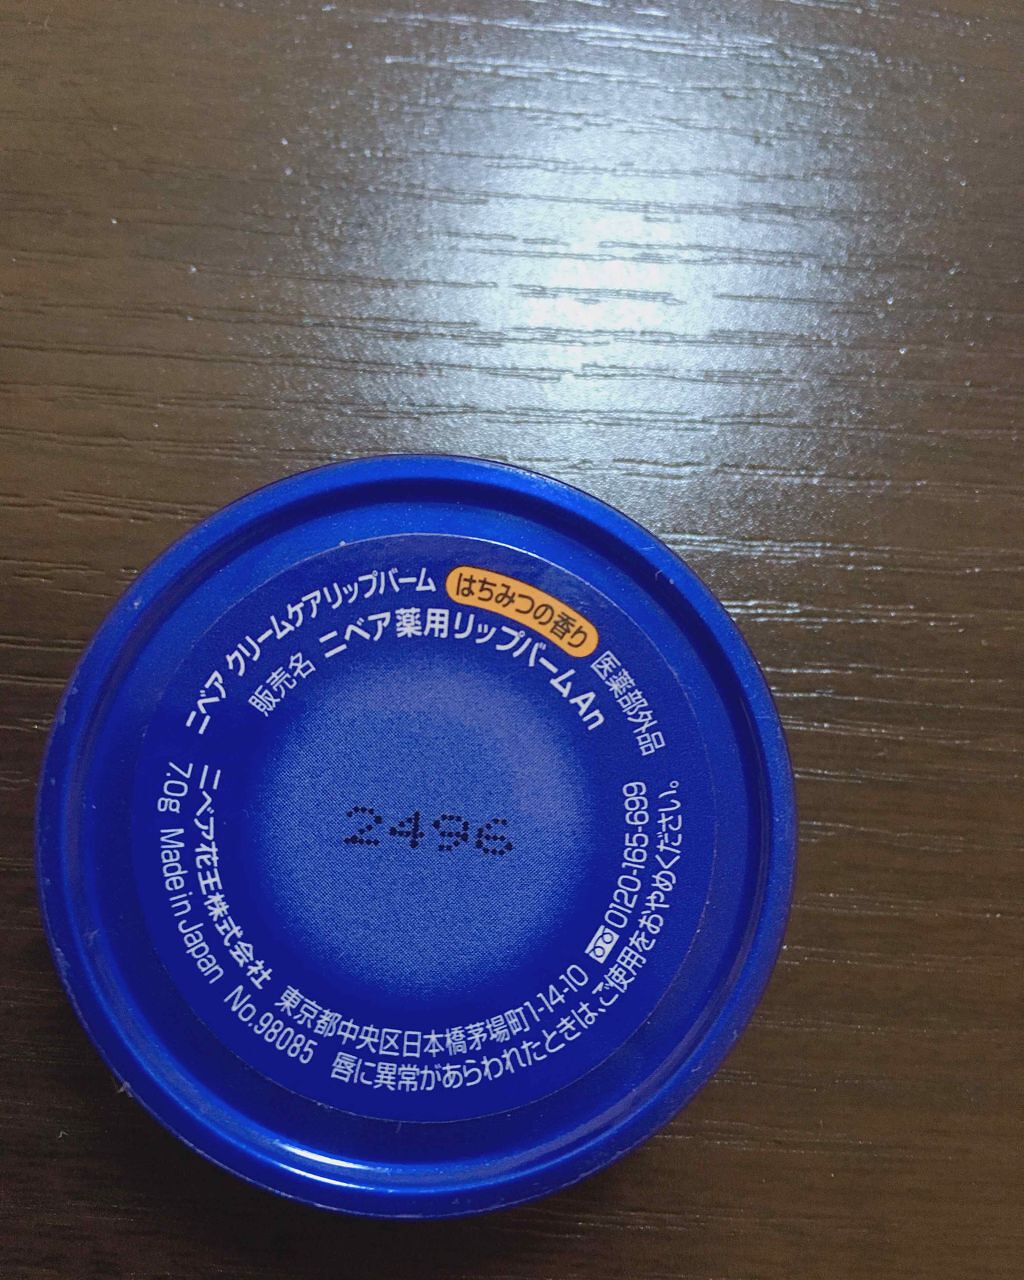 ニベア クリームケアリップバーム はちみつの香り
販売名 ニベア薬用リップバームAn 医薬部外品
2496
ニベア花王株式会社 東京都中央区日本橋茅場町1-14-10 0120-165-699
7.0g Made in Japan No.98085 唇に異常があらわれたときはご使用をおやめください。